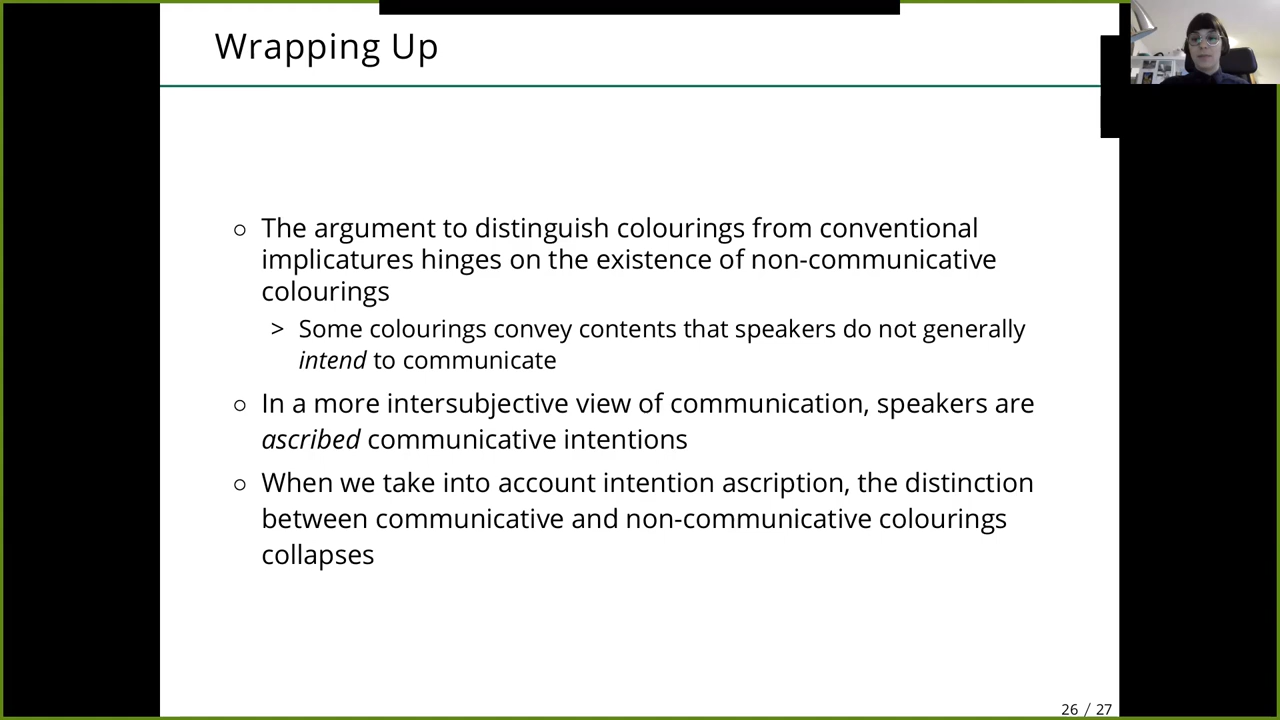 Wrapping Up
○ The argument to distinguish colourings from conventional
implicatures hinges on the existence of non-communicative
colourings
> Some colourings convey contents that speakers do not generally
intend to communicate
○ In a more intersubjective view of communication, speakers are
ascribed communicative intentions
○ When we take into account intention ascription, the distinction
between communicative and non-communicative colourings
collapses
26 / 27